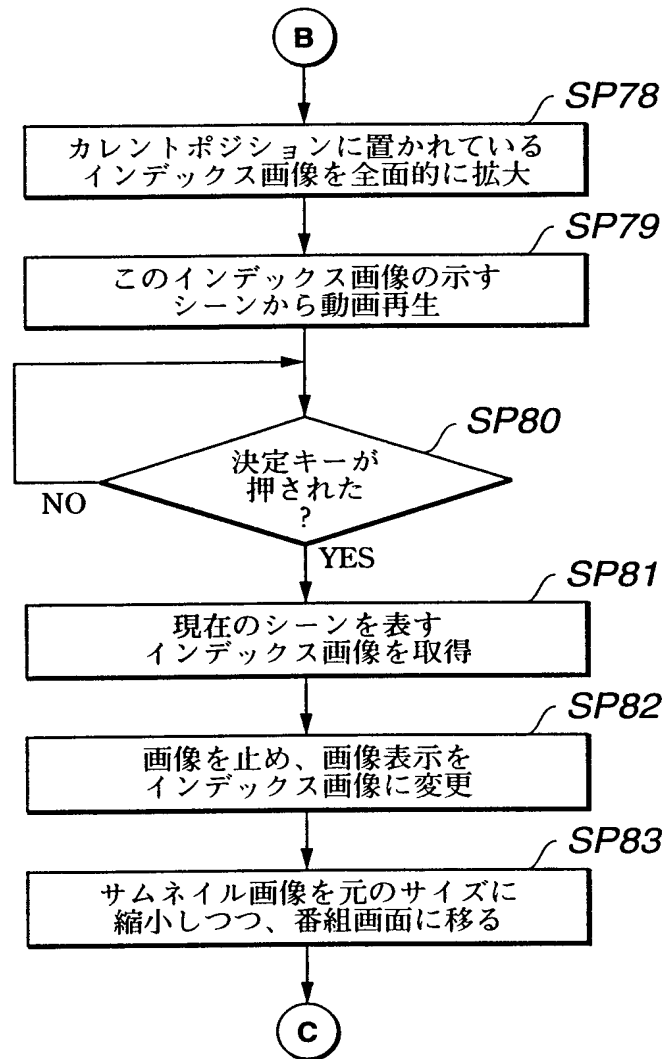 B
SP78
カレントポジションに置かれている
インデックス画像を全面的に拡大
SP79
このインデックス画像の示す
シーンから動画再生
SP80
決定キーが
押された
?
NO
YES
SP81
現在のシーンを表す
インデックス画像を取得
SP82
画像を止め、画像表示を
インデックス画像に変更
SP83
サムネイル画像を元のサイズに
縮小しつつ、番組画面に移る
C